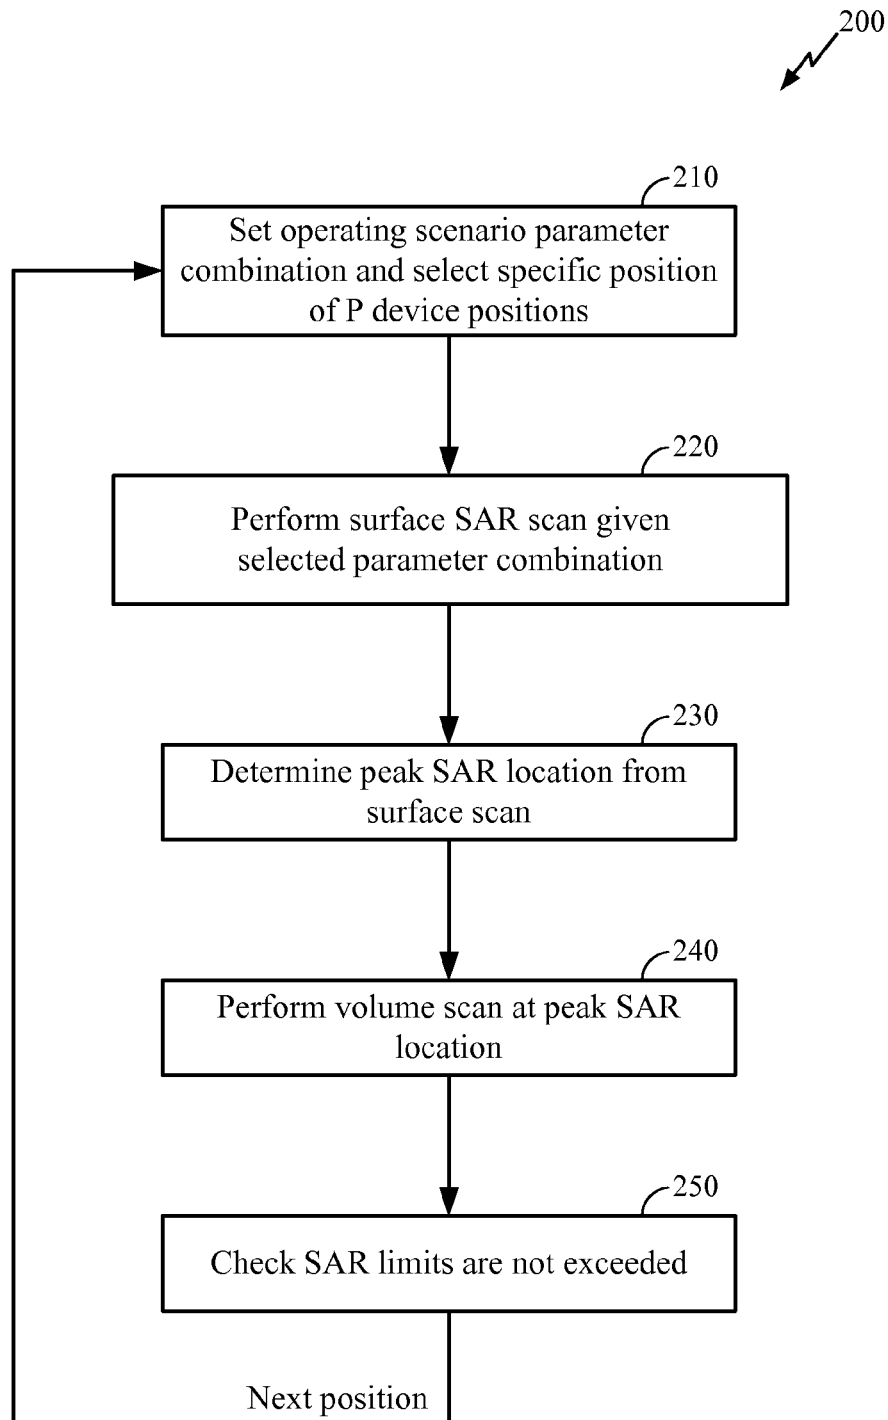 200
210
Set operating scenario parameter
combination and select specific position
of P device positions
220
Perform surface SAR scan given
selected parameter combination
230
Determine peak SAR location from
surface scan
240
Perform volume scan at peak SAR
location
250
Check SAR limits are not exceeded
Next position